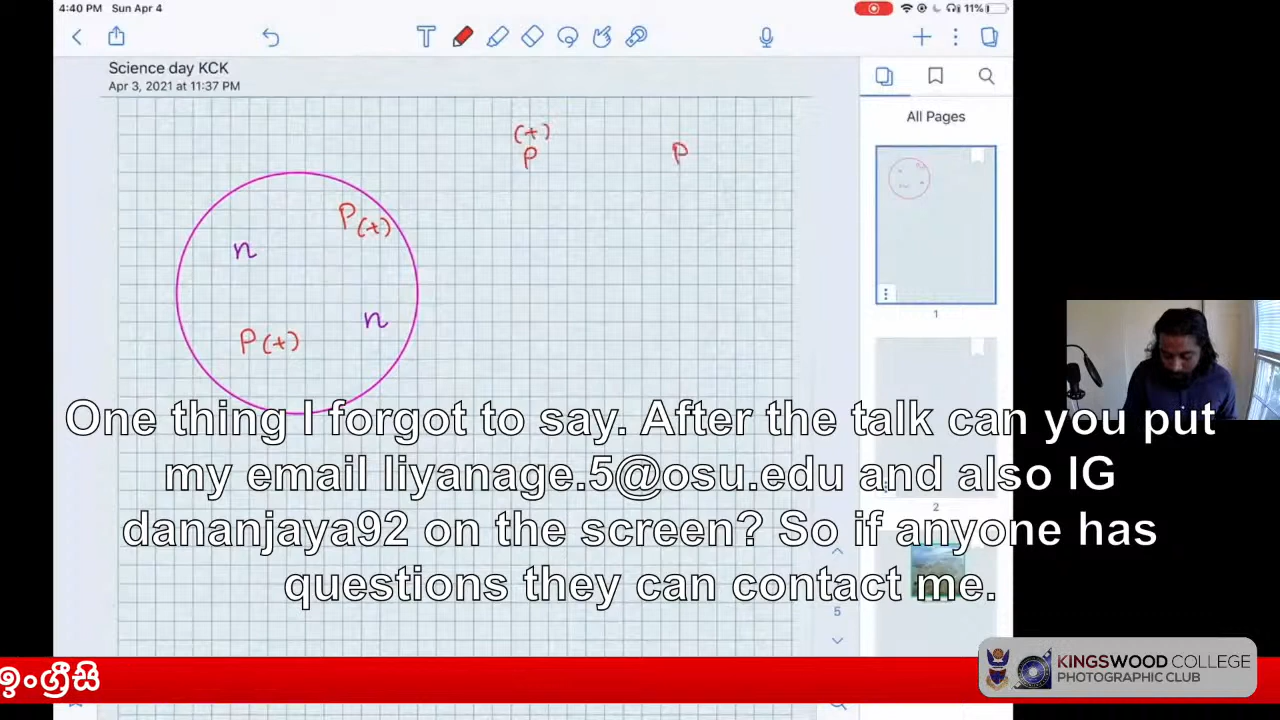 4:40 PM Sun Apr 4
11%
T
Science day KCK
Apr 3, 2021 at 11:37 PM
All Pages
(+)
P
P
P(+)
n
n
P(+)
1
2
5
One thing I forgot to say. After the talk can you put
my email liyanage.5@osu.edu and also IG
dananjaya92 on the screen? So if anyone has
questions they can contact me.
ඉංග්‍රීසි
KINGSWOOD COLLEGE
PHOTOGRAPHIC CLUB